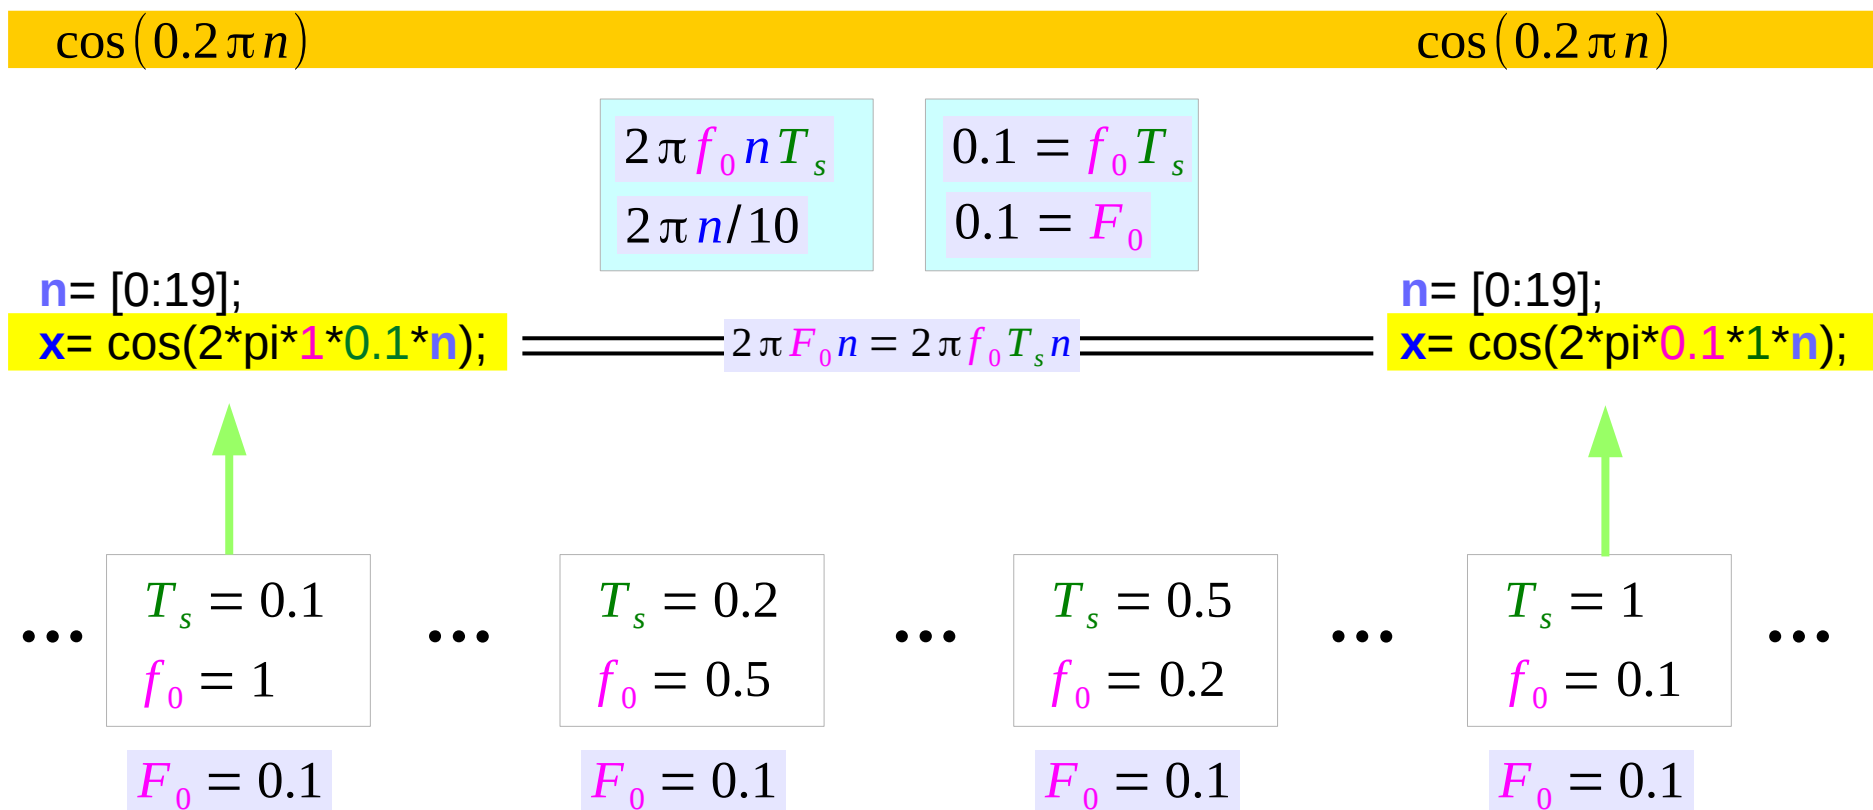 cos(0.2πn) cos(0.2πn)
2πf₀nTₛ 0.1 = f₀Tₛ
2πn/10 0.1 = F₀
n= [0:19]; n= [0:19];
x= cos(2*pi*1*0.1*n); 2πF₀n = 2πf₀Tₛn x= cos(2*pi*0.1*1*n);
Tₛ = 0.1 Tₛ = 0.2 Tₛ = 0.5 Tₛ = 1
... ... ... ... ...
f₀ = 1 f₀ = 0.5 f₀ = 0.2 f₀ = 0.1
F₀ = 0.1 F₀ = 0.1 F₀ = 0.1 F₀ = 0.1